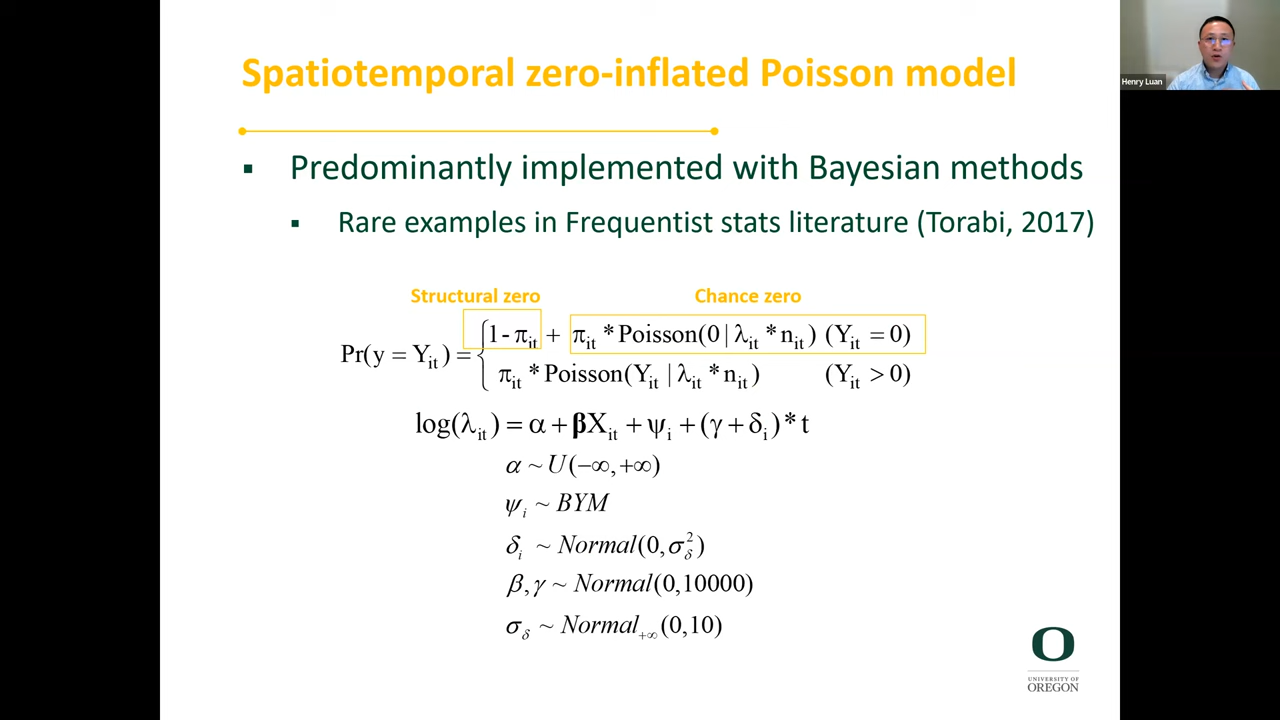 Spatiotemporal zero-inflated Poisson model
Henry Luan
▪ Predominantly implemented with Bayesian methods
▪ Rare examples in Frequentist stats literature (Torabi, 2017)
Structural zero Chance zero
Pr(y = Y_it) = { 1 - π_it + π_it * Poisson(0 | λ_it * n_it) (Y_it = 0)
π_it * Poisson(Y_it | λ_it * n_it) (Y_it > 0)
log(λ_it) = α + βX_it + ψ_i + (γ + δ_i) * t
α ~ U(−∞, +∞)
ψ_i ~ BYM
δ_i ~ Normal(0, σ_δ^2)
β, γ ~ Normal(0,10000)
σ_δ ~ Normal_+∞(0,10)
O
UNIVERSITY OF
OREGON